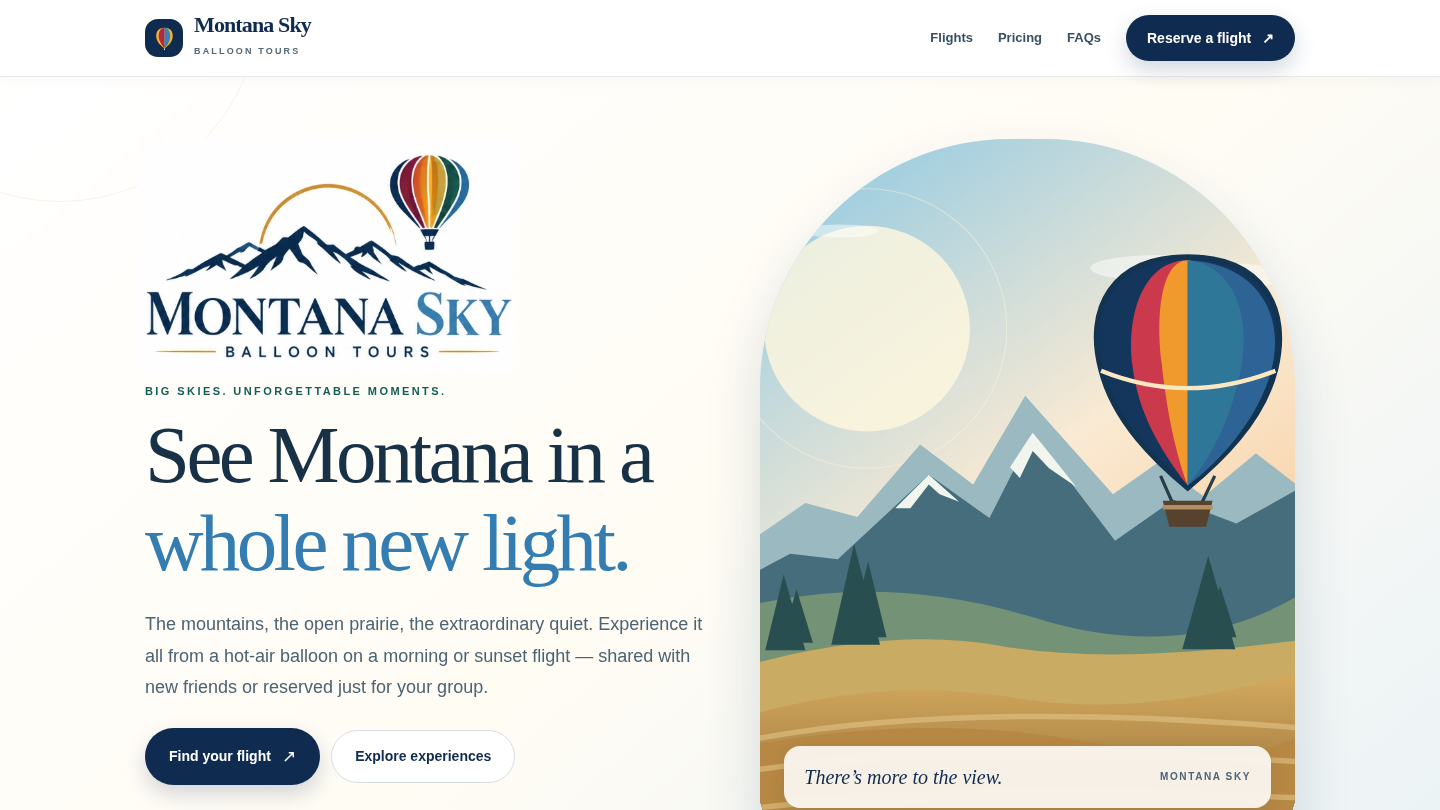 Montana Sky
BALLOON TOURS
Flights
Pricing
FAQs
Reserve a flight ↗
MONTANA SKY
BALLOON TOURS
BIG SKIES. UNFORGETTABLE MOMENTS.
See Montana in a
whole new light.
The mountains, the open prairie, the extraordinary quiet. Experience it
all from a hot-air balloon on a morning or sunset flight — shared with
new friends or reserved just for your group.
Find your flight ↗
Explore experiences
There’s more to the view.
MONTANA SKY